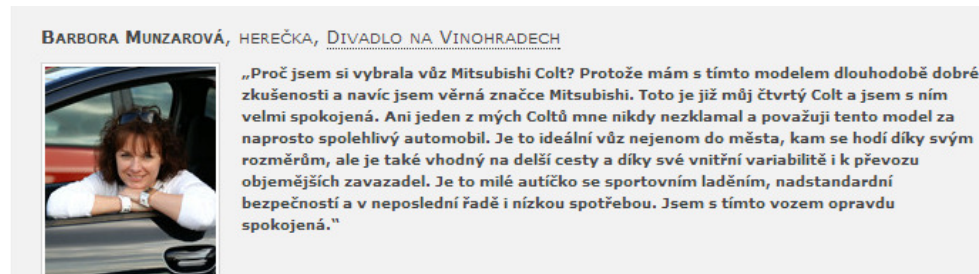 Barbora Munzarová, herečka, Divadlo na Vinohradech
„Proč jsem si vybrala vůz Mitsubishi Colt? Protože mám s tímto modelem dlouhodobě dobré
zkušenosti a navíc jsem věrná značce Mitsubishi. Toto je již můj čtvrtý Colt a jsem s ním
velmi spokojená. Ani jeden z mých Coltů mne nikdy nezklamal a považuji tento model za
naprosto spolehlivý automobil. Je to ideální vůz nejenom do města, kam se hodí díky svým
rozměrům, ale je také vhodný na delší cesty a díky své vnitřní variabilitě i k převozu
objemějších zavazadel. Je to milé autíčko se sportovním laděním, nadstandardní
bezpečností a v neposlední řadě i nízkou spotřebou. Jsem s tímto vozem opravdu
spokojená.“